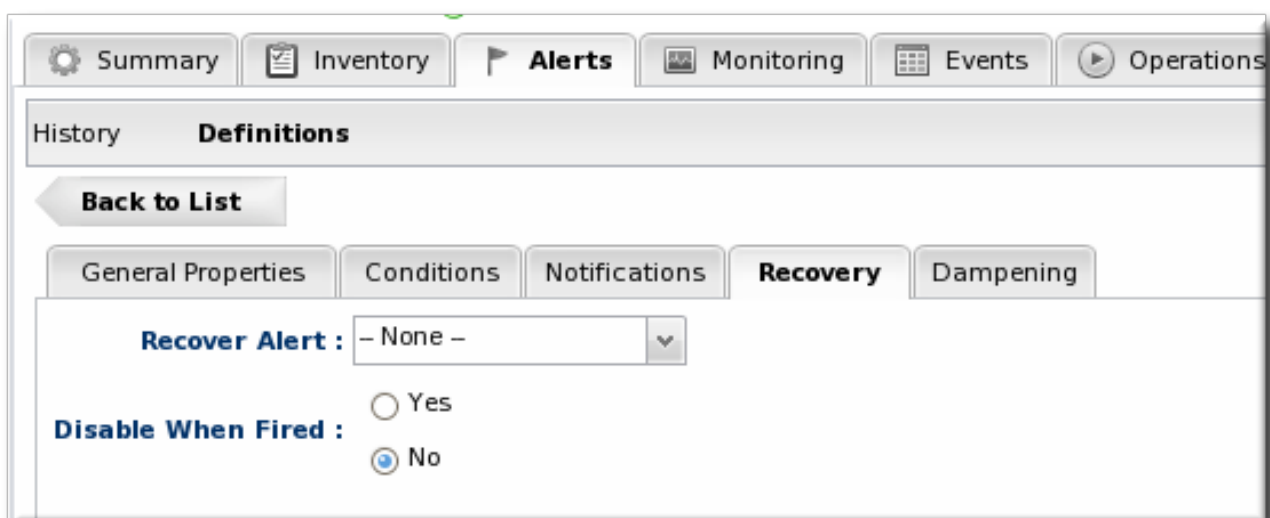 Summary Inventory Alerts Monitoring Events Operations
History Definitions
Back to List
General Properties Conditions Notifications Recovery Dampening
Recover Alert : – None –
Yes
Disable When Fired :
No